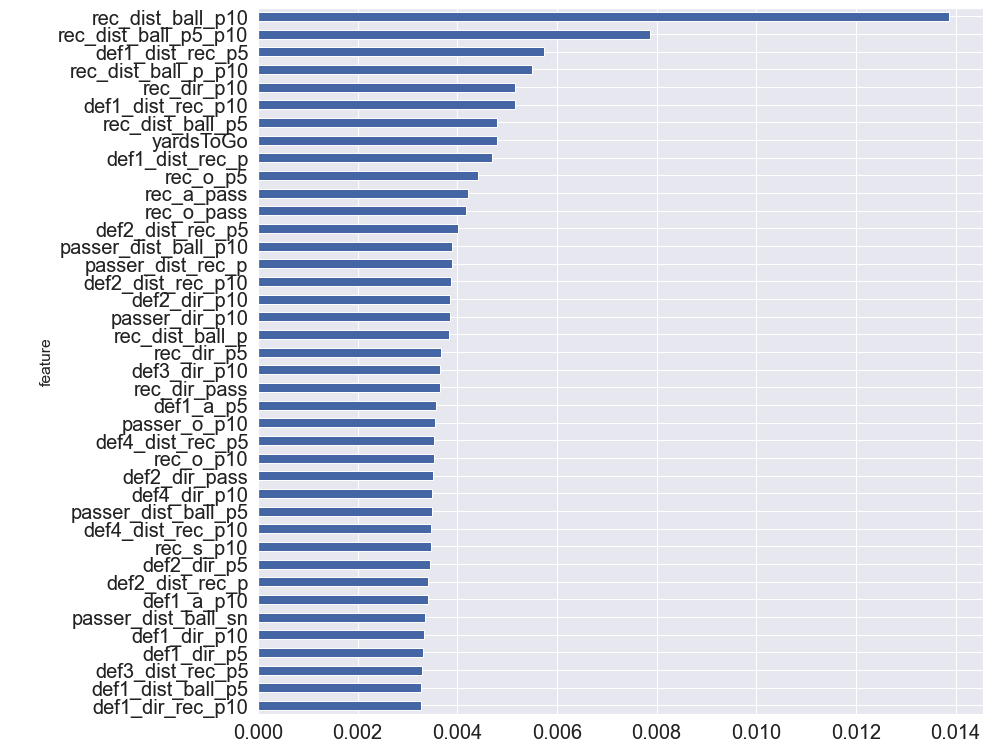 rec_dist_ball_p10
rec_dist_ball_p5_p10
def1_dist_rec_p5
rec_dist_ball_p_p10
rec_dir_p10
def1_dist_rec_p10
rec_dist_ball_p5
yardsToGo
def1_dist_rec_p
rec_o_p5
rec_a_pass
rec_o_pass
def2_dist_rec_p5
passer_dist_ball_p10
passer_dist_rec_p
def2_dist_rec_p10
def2_dir_p10
passer_dir_p10
rec_dist_ball_p
rec_dir_p5
def3_dir_p10
rec_dir_pass
def1_a_p5
passer_o_p10
def4_dist_rec_p5
rec_o_p10
def2_dir_pass
def4_dir_p10
passer_dist_ball_p5
def4_dist_rec_p10
rec_s_p10
def2_dir_p5
def2_dist_rec_p
def1_a_p10
passer_dist_ball_sn
def1_dir_p10
def1_dir_p5
def3_dist_rec_p5
def1_dist_ball_p5
def1_dir_rec_p10
feature
0.000 0.002 0.004 0.006 0.008 0.010 0.012 0.014